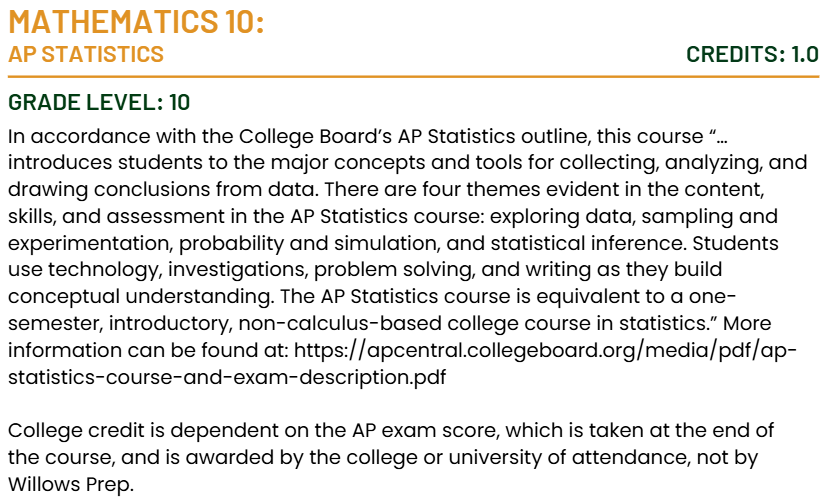 MATHEMATICS 10:
AP STATISTICS
CREDITS: 1.0
GRADE LEVEL: 10
In accordance with the College Board’s AP Statistics outline, this course “…
introduces students to the major concepts and tools for collecting, analyzing, and
drawing conclusions from data. There are four themes evident in the content,
skills, and assessment in the AP Statistics course: exploring data, sampling and
experimentation, probability and simulation, and statistical inference. Students
use technology, investigations, problem solving, and writing as they build
conceptual understanding. The AP Statistics course is equivalent to a one-
semester, introductory, non-calculus-based college course in statistics.” More
information can be found at: https://apcentral.collegeboard.org/media/pdf/ap-
statistics-course-and-exam-description.pdf
College credit is dependent on the AP exam score, which is taken at the end of
the course, and is awarded by the college or university of attendance, not by
Willows Prep.